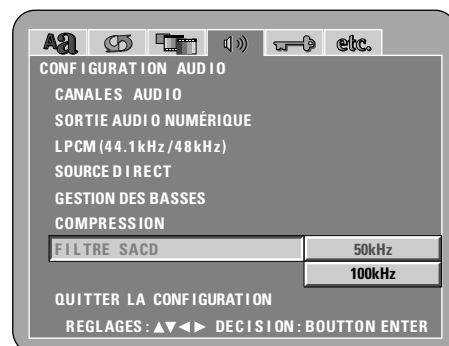 Aa etc.
CONFIGURATION AUDIO
CANALES AUDIO
SORTIE AUDIO NUMÉRIQUE
LPCM (44.1kHz/48kHz)
SOURCE DIRECT
GESTION DES BASSES
COMPRESSION
FILTRE SACD 50kHz
100kHz
QUITTER LA CONFIGURATION
REGLAGES:▲▼◄► DECISION:BOUTTON ENTER